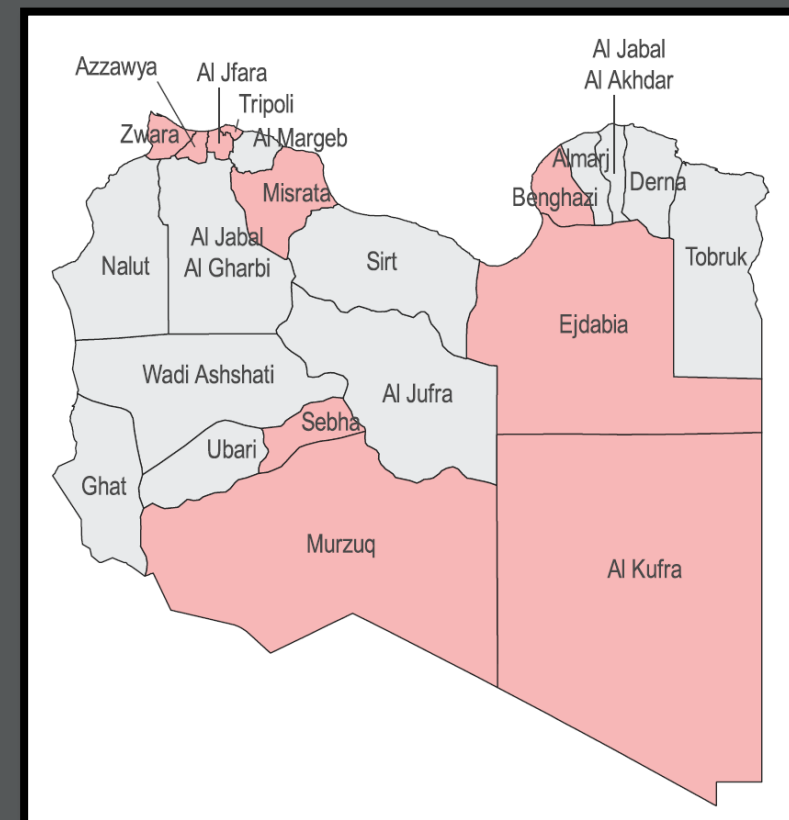 Al Jabal
Al Akhdar
Azzawya
Al Jfara
Tripoli
Zwara
Al Margeb
Almarj
Misrata
Benghazi
Derna
Al Jabal
Al Gharbi
Nalut
Sirt
Tobruk
Ejdabia
Wadi Ashshati
Al Jufra
Sebha
Ubari
Ghat
Murzuq
Al Kufra